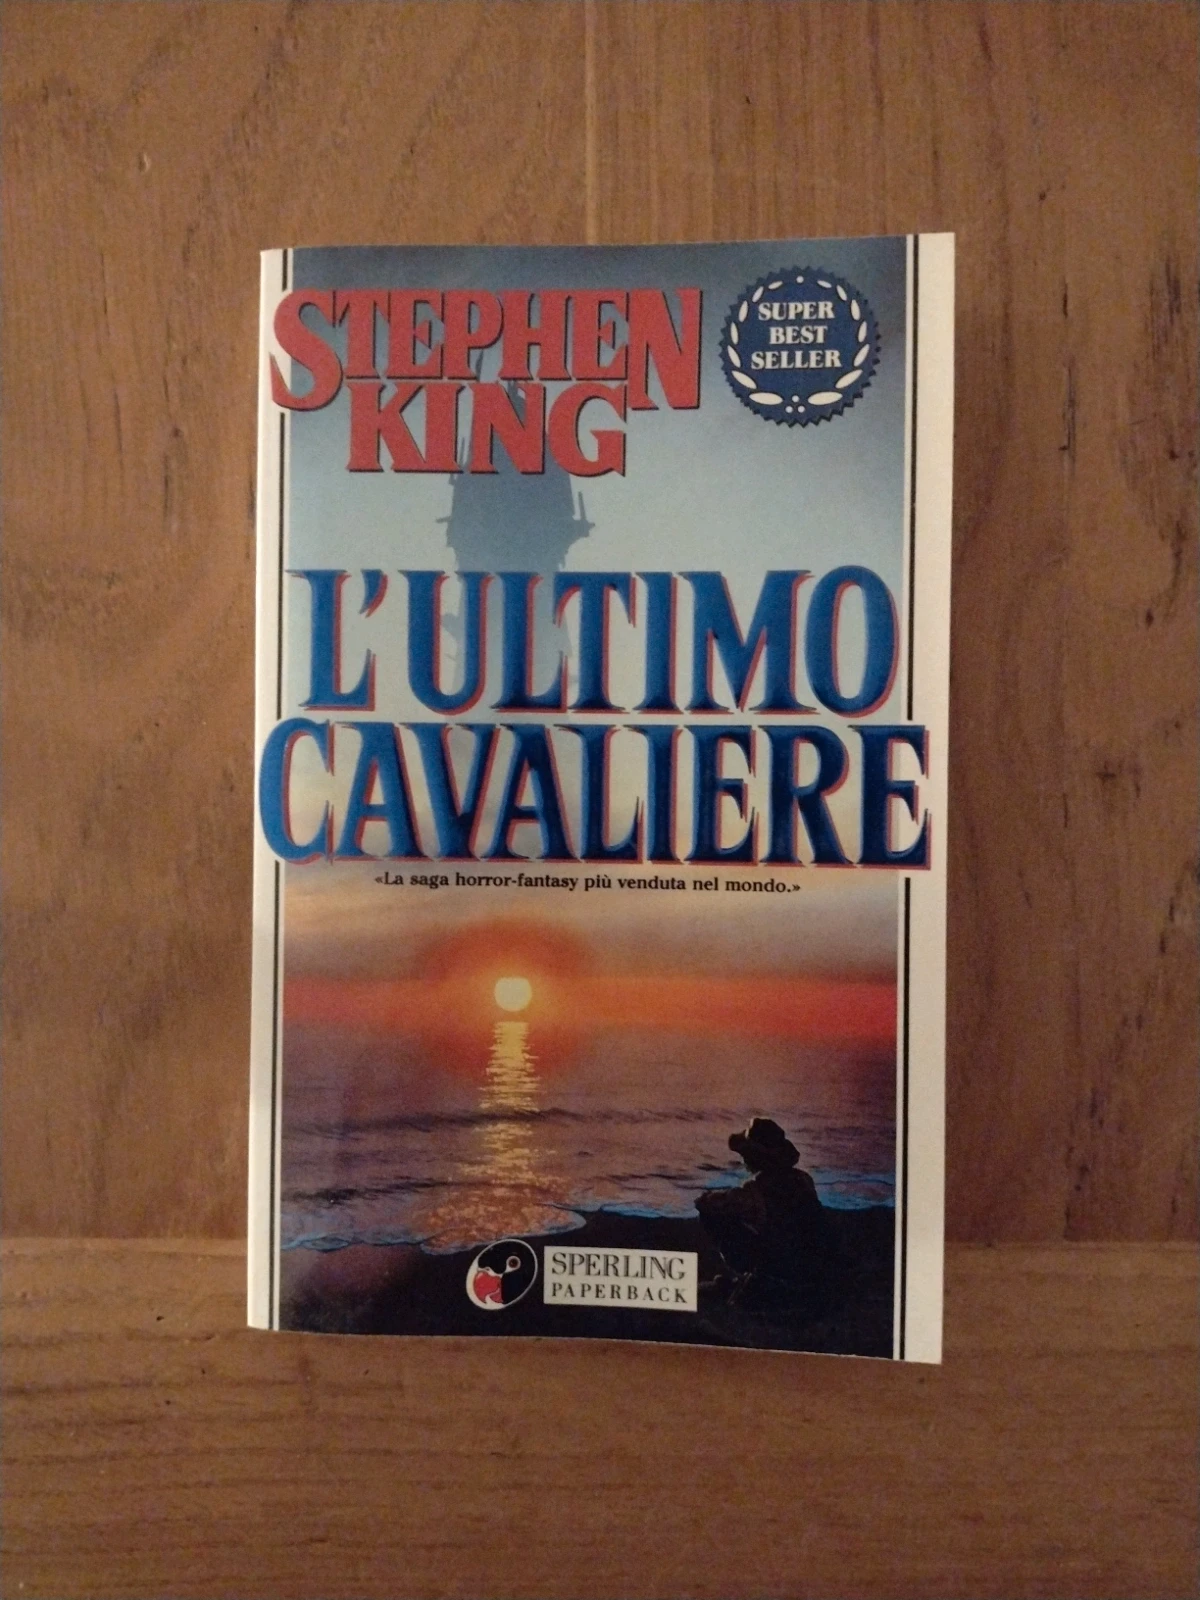 STEPHEN
KING
SUPER
BEST
SELLER
L'ULTIMO
CAVALIERE
«La saga horror-fantasy più venduta nel mondo.»
SPERLING
PAPERBACK